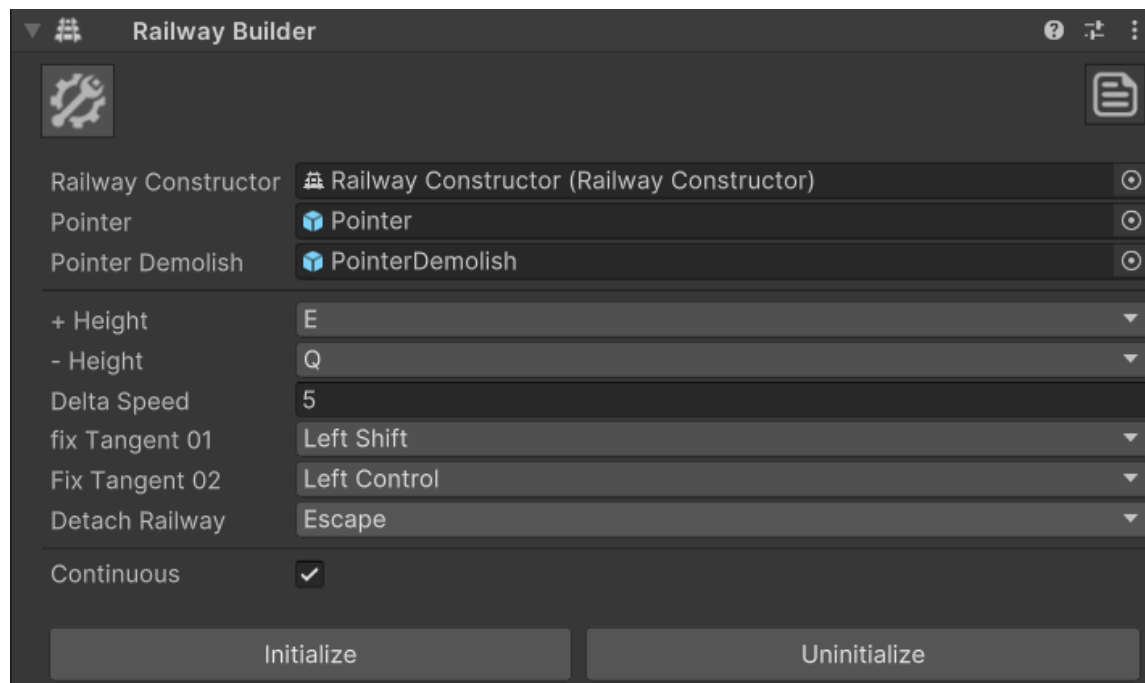 Railway Builder
Railway Constructor Railway Constructor (Railway Constructor)
Pointer Pointer
Pointer Demolish PointerDemolish
+ Height E
- Height Q
Delta Speed 5
fix Tangent 01 Left Shift
Fix Tangent 02 Left Control
Detach Railway Escape
Continuous
Initialize Uninitialize